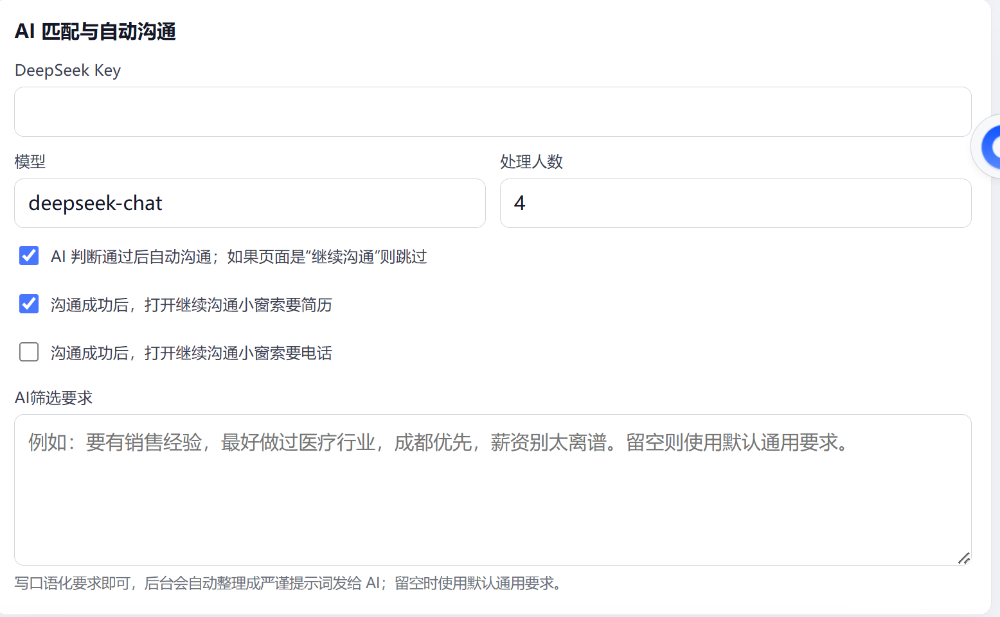 AI 匹配与自动沟通
DeepSeek Key
模型
处理人数
deepseek-chat
4
AI 判断通过后自动沟通；如果页面是“继续沟通”则跳过
沟通成功后，打开继续沟通小窗索要简历
沟通成功后，打开继续沟通小窗索要电话
AI筛选要求
例如：要有销售经验，最好做过医疗行业，成都优先，薪资别太离谱。留空则使用默认通用要求。
写口语化要求即可，后台会自动整理成严谨提示词发给 AI；留空时使用默认通用要求。